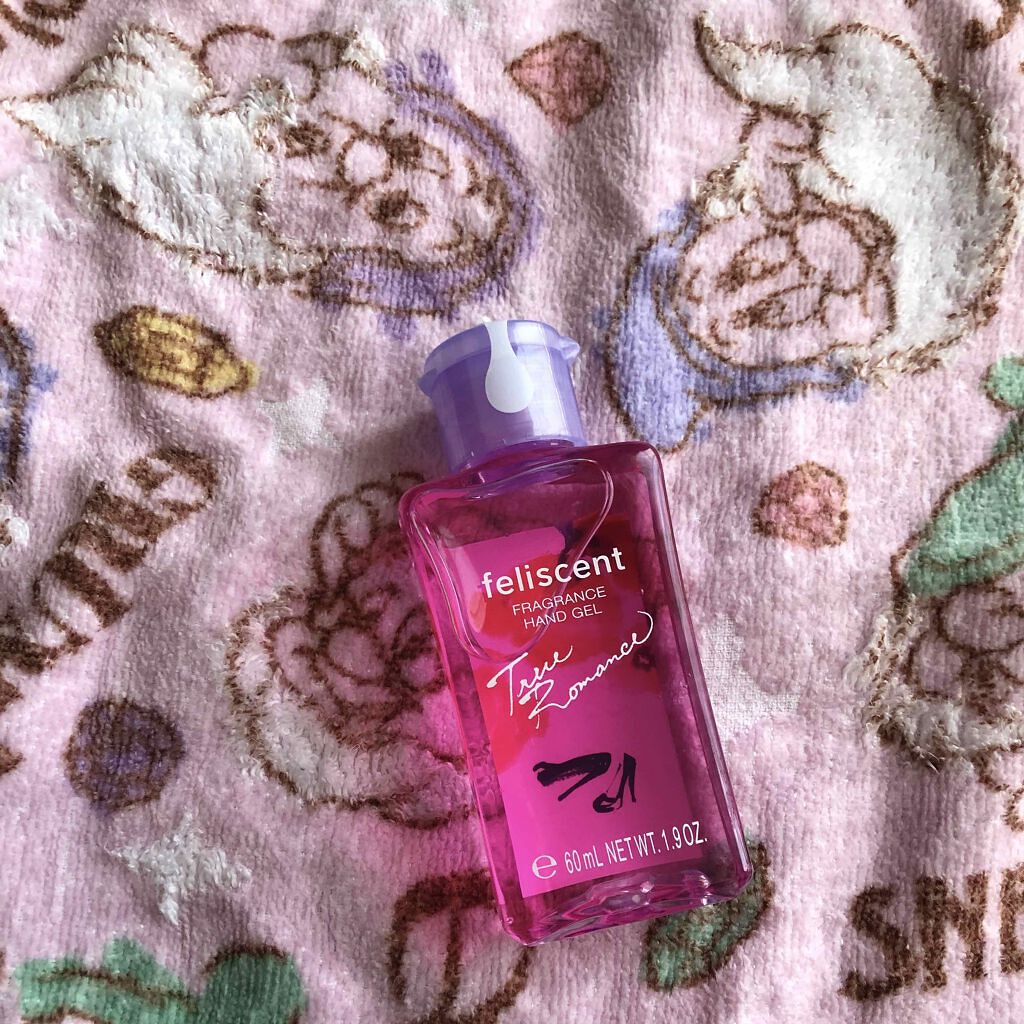 feliscent
FRAGRANCE
HAND GEL
True
Romance
e 60 mL NET WT. 1.9 OZ.